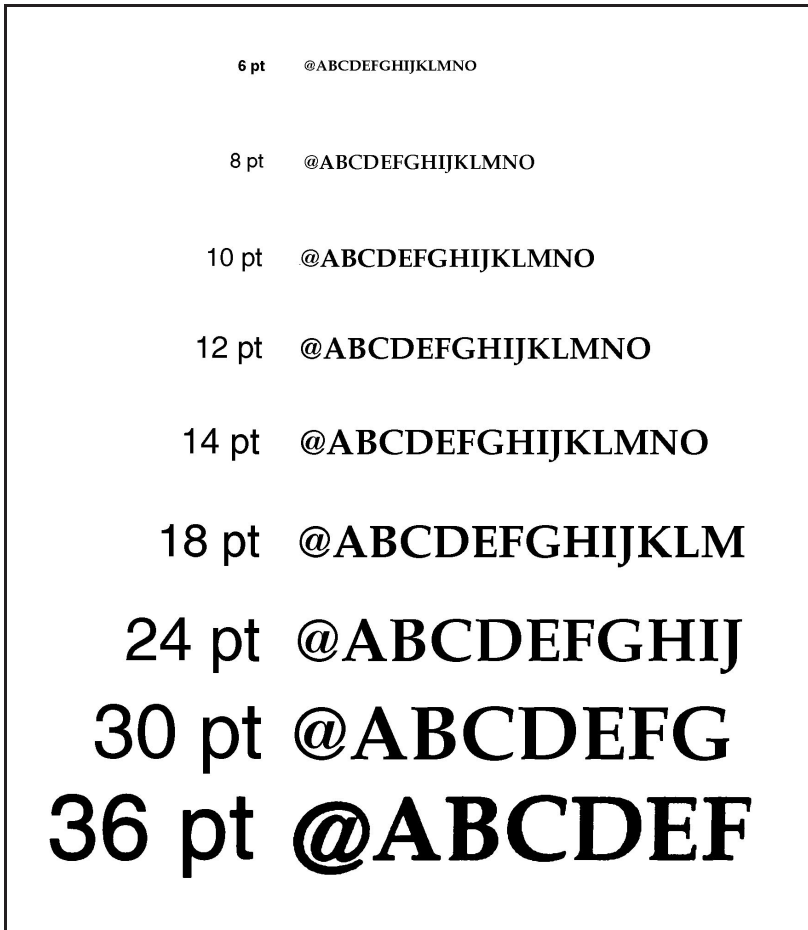 6 pt @ABCDEFGHIJKLMNO
8 pt @ABCDEFGHIJKLMNO
10 pt @ABCDEFGHIJKLMNO
12 pt @ABCDEFGHIJKLMNO
14 pt @ABCDEFGHIJKLMNO
18 pt @ABCDEFGHIJKLM
24 pt @ABCDEFGHIJ
30 pt @ABCDEFG
36 pt @ABCDEF